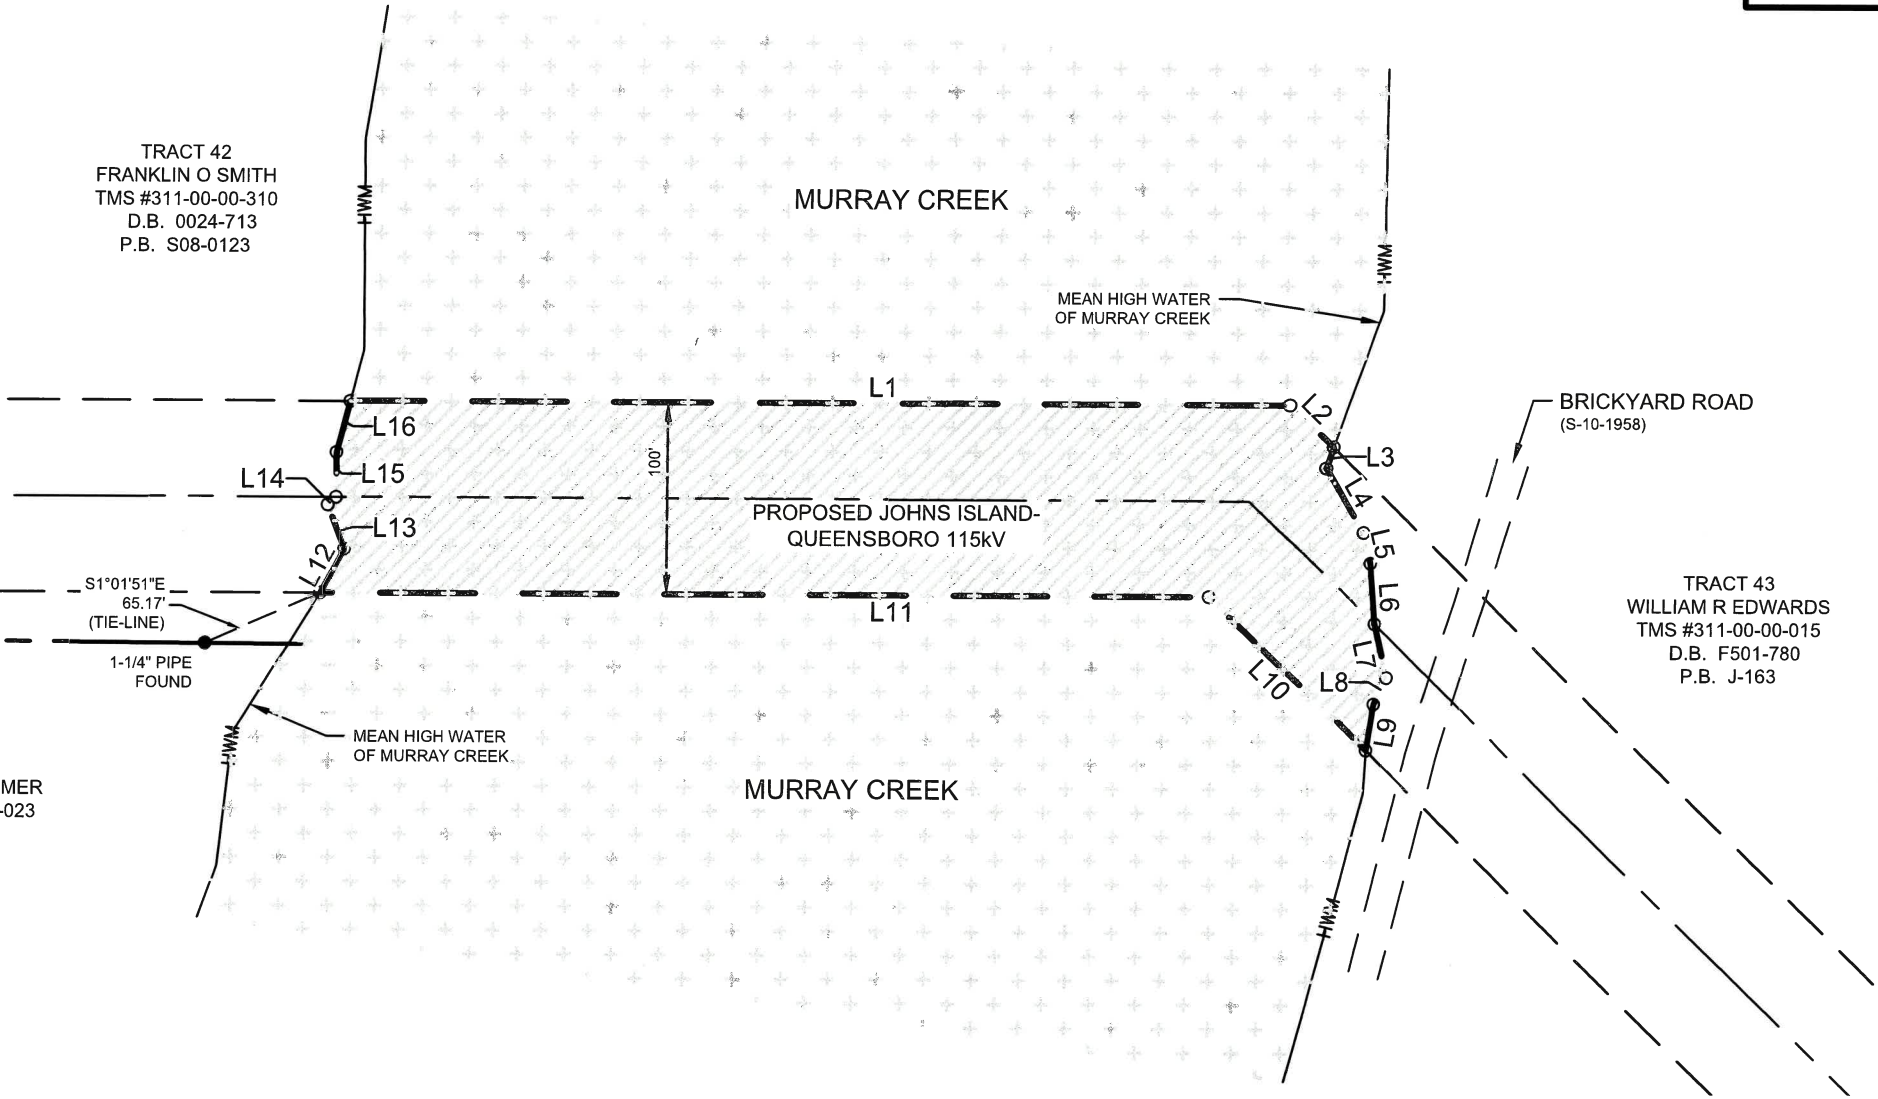 TRACT 42
FRANKLIN O SMITH
TMS #311-00-00-310
D.B. 0024-713
P.B. S08-0123
HWM
MURRAY CREEK
HWM
MEAN HIGH WATER
OF MURRAY CREEK
L1
L2
BRICKYARD ROAD
(S-10-1958)
L16
L3
L15
L14
L4
100'
PROPOSED JOHNS ISLAND-
QUEENSBORO 115kV
L13
L5
L12
S1°01'51"E
65.17'
(TIE-LINE)
L11
L6
TRACT 43
WILLIAM R EDWARDS
TMS #311-00-00-015
D.B. F501-780
P.B. J-163
1-1/4" PIPE
FOUND
L7
L8
L10
L9
HWM
MEAN HIGH WATER
OF MURRAY CREEK
MURRAY CREEK
MER
-023
HWM